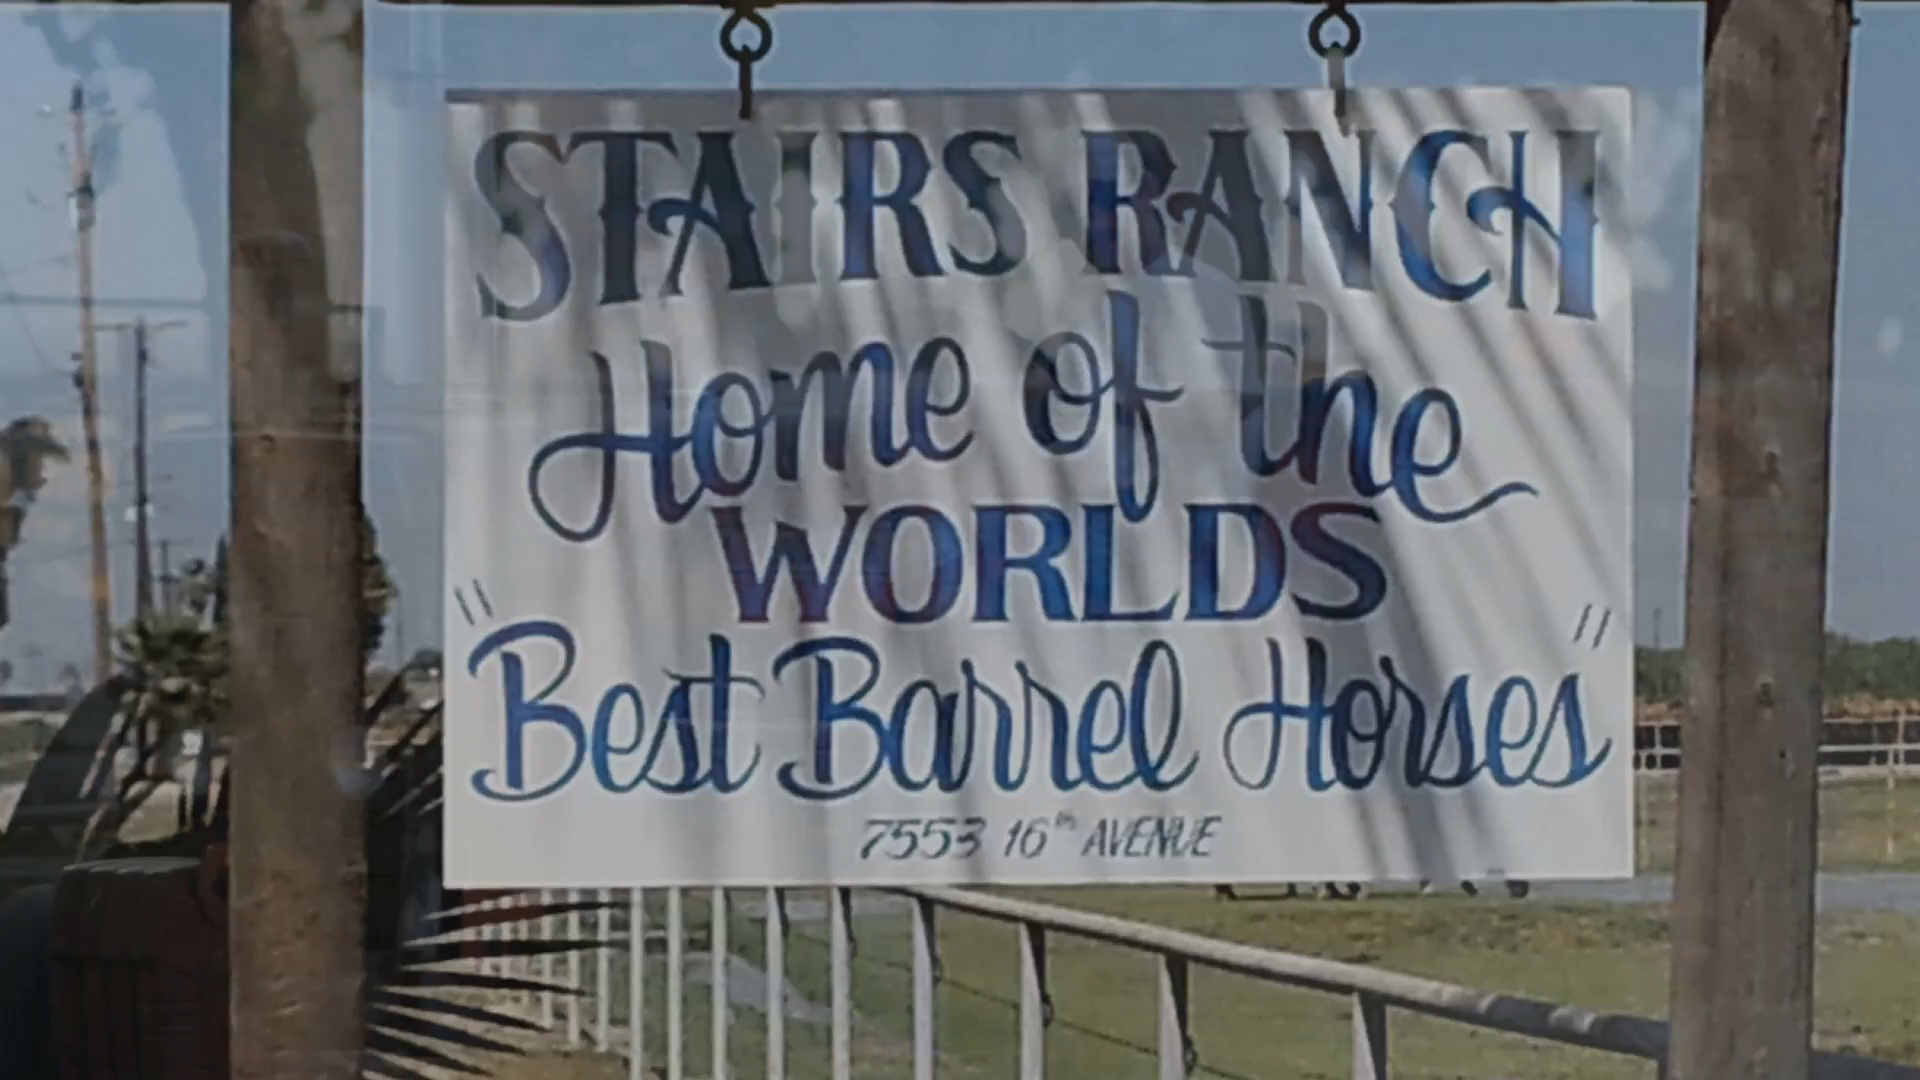 STAIRS RANCH
Home of the
WORLDS
"Best Barrel Horses"
7553 16th AVENUE